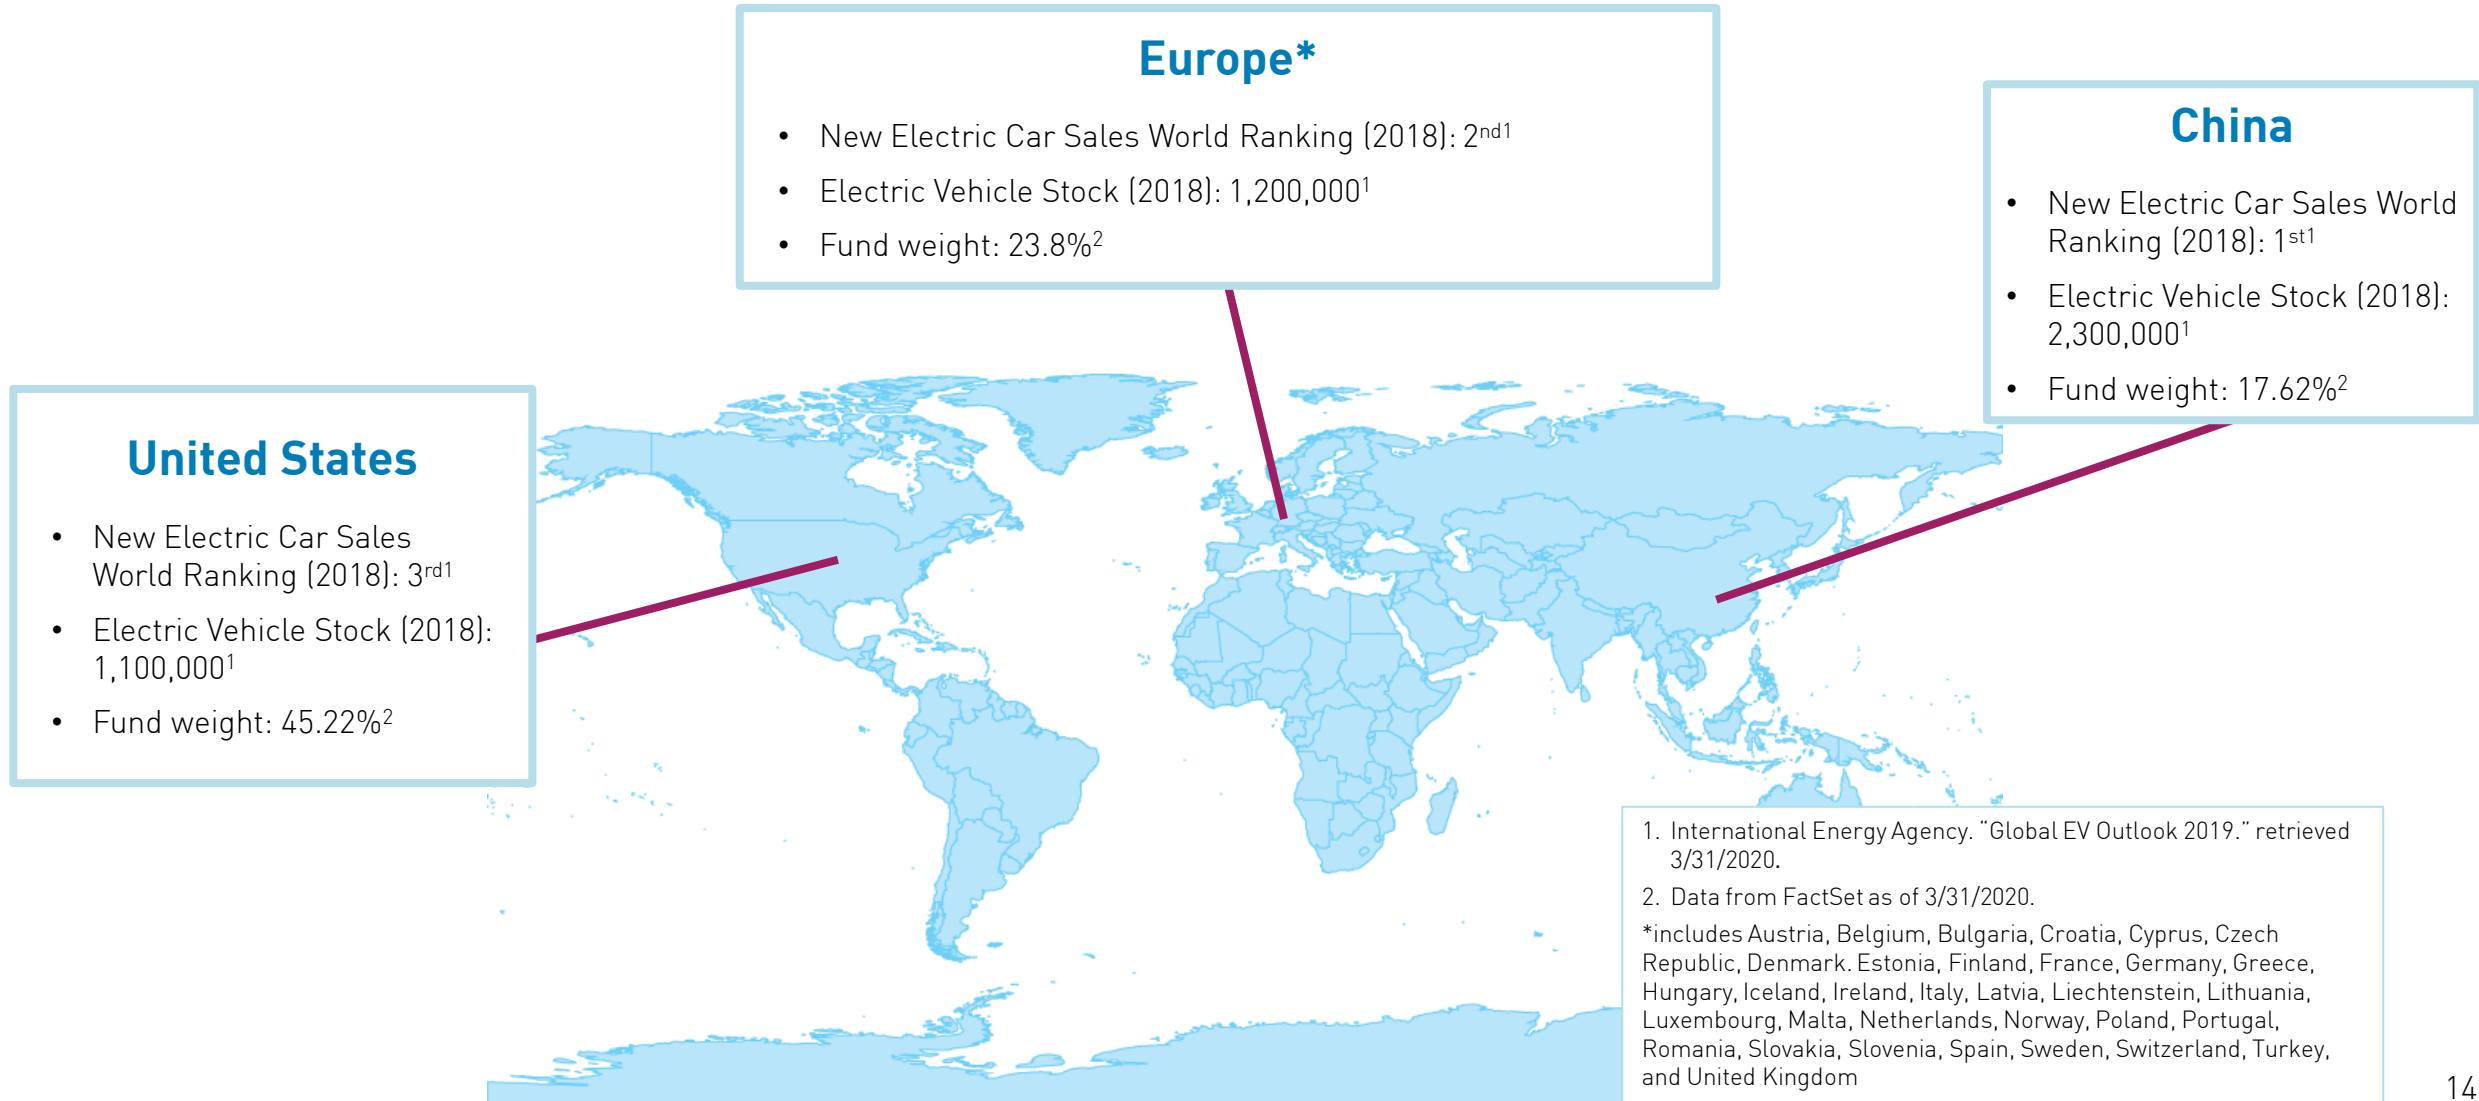 Europe*
• New Electric Car Sales World Ranking (2018): 2nd1
• Electric Vehicle Stock (2018): 1,200,0001
• Fund weight: 23.8%2
China
• New Electric Car Sales World
Ranking (2018): 1st1
• Electric Vehicle Stock (2018):
2,300,0001
• Fund weight: 17.62%2
United States
• New Electric Car Sales
World Ranking (2018): 3rd1
• Electric Vehicle Stock (2018):
1,100,0001
• Fund weight: 45.22%2
1. International Energy Agency. “Global EV Outlook 2019.” retrieved
3/31/2020.
2. Data from FactSet as of 3/31/2020.
*includes Austria, Belgium, Bulgaria, Croatia, Cyprus, Czech
Republic, Denmark. Estonia, Finland, France, Germany, Greece,
Hungary, Iceland, Ireland, Italy, Latvia, Liechtenstein, Lithuania,
Luxembourg, Malta, Netherlands, Norway, Poland, Portugal,
Romania, Slovakia, Slovenia, Spain, Sweden, Switzerland, Turkey,
and United Kingdom
14